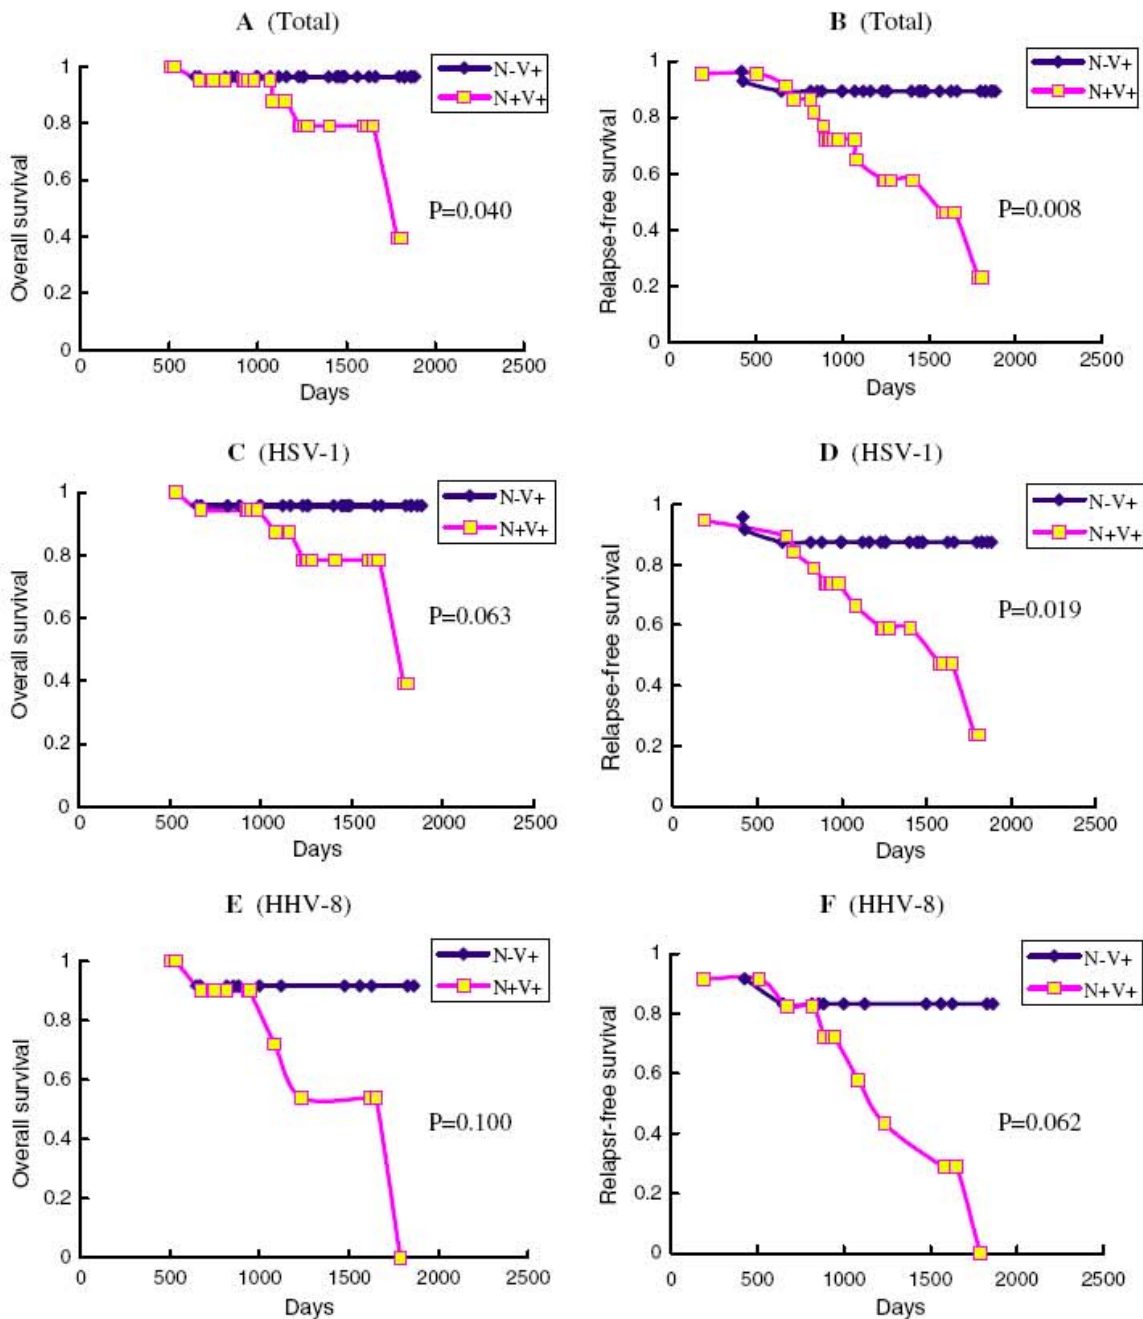 A (Total)
1
0.8
0.6
0.4
0.2
0
Overall survival
N-V+
N+V+
P=0.040
0 500 1000 1500 2000 2500
Days
B (Total)
1
0.8
0.6
0.4
0.2
0
Relapse-free survival
N-V+
N+V+
P=0.008
0 500 1000 1500 2000 2500
Days
C (HSV-1)
1
0.8
0.6
0.4
0.2
0
Overall survival
N-V+
N+V+
P=0.063
0 500 1000 1500 2000 2500
Days
D (HSV-1)
1
0.8
0.6
0.4
0.2
0
Relapse-free survival
N-V+
N+V+
P=0.019
0 500 1000 1500 2000 2500
Days
E (HHV-8)
1
0.8
0.6
0.4
0.2
0
Overall survival
N-V+
N+V+
P=0.100
0 500 1000 1500 2000 2500
Days
F (HHV-8)
1
0.8
0.6
0.4
0.2
0
Relapsr-free survival
N-V+
N+V+
P=0.062
0 500 1000 1500 2000 2500
Days